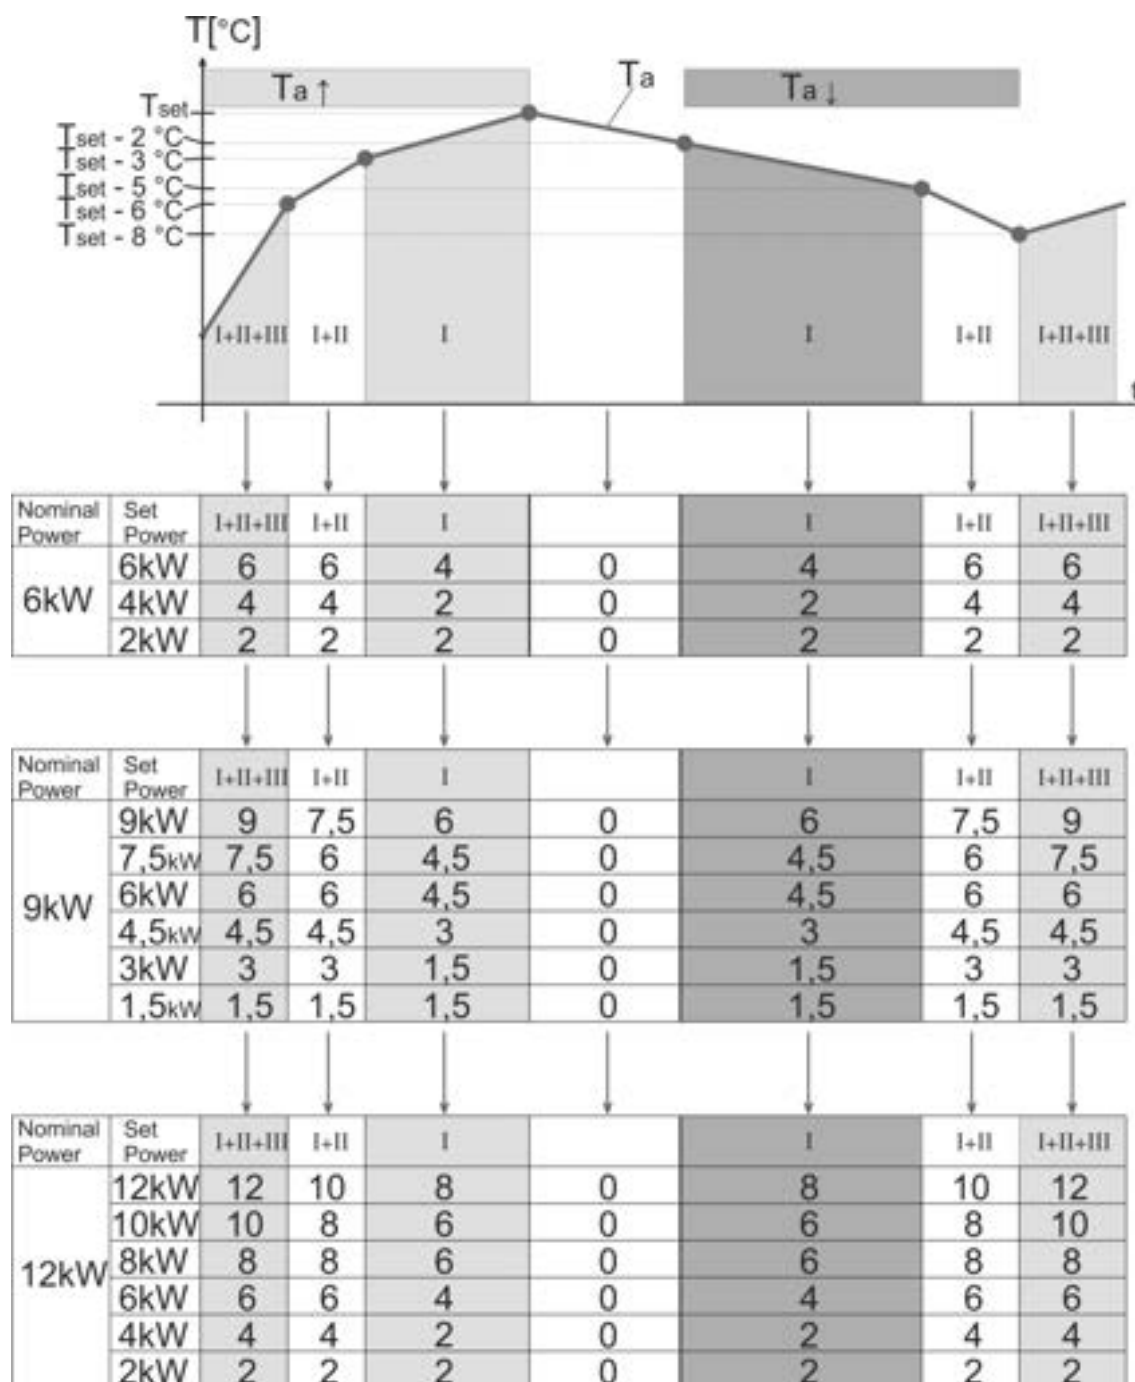 T[°C]
Ta ↑
Ta
Ta ↓
Tset
Tset - 2 °C
Tset - 3 °C
Tset - 5 °C
Tset - 6 °C
Tset - 8 °C
I+II+III I+II I I I+II I+II+III
t
Nominal Power Set Power I+II+III I+II I I I+II I+II+III
6kW
6kW 6 6 4 0 4 6 6
4kW 4 4 2 0 2 4 4
2kW 2 2 2 0 2 2 2
Nominal Power Set Power I+II+III I+II I I I+II I+II+III
9kW
9kW 9 7,5 6 0 6 7,5 9
7,5kW 7,5 6 4,5 0 4,5 6 7,5
6kW 6 6 4,5 0 4,5 6 6
4,5kW 4,5 4,5 3 0 3 4,5 4,5
3kW 3 3 1,5 0 1,5 3 3
1,5kW 1,5 1,5 1,5 0 1,5 1,5 1,5
Nominal Power Set Power I+II+III I+II I I I+II I+II+III
12kW
12kW 12 10 8 0 8 10 12
10kW 10 8 6 0 6 8 10
8kW 8 8 6 0 6 8 8
6kW 6 6 4 0 4 6 6
4kW 4 4 2 0 2 4 4
2kW 2 2 2 0 2 2 2